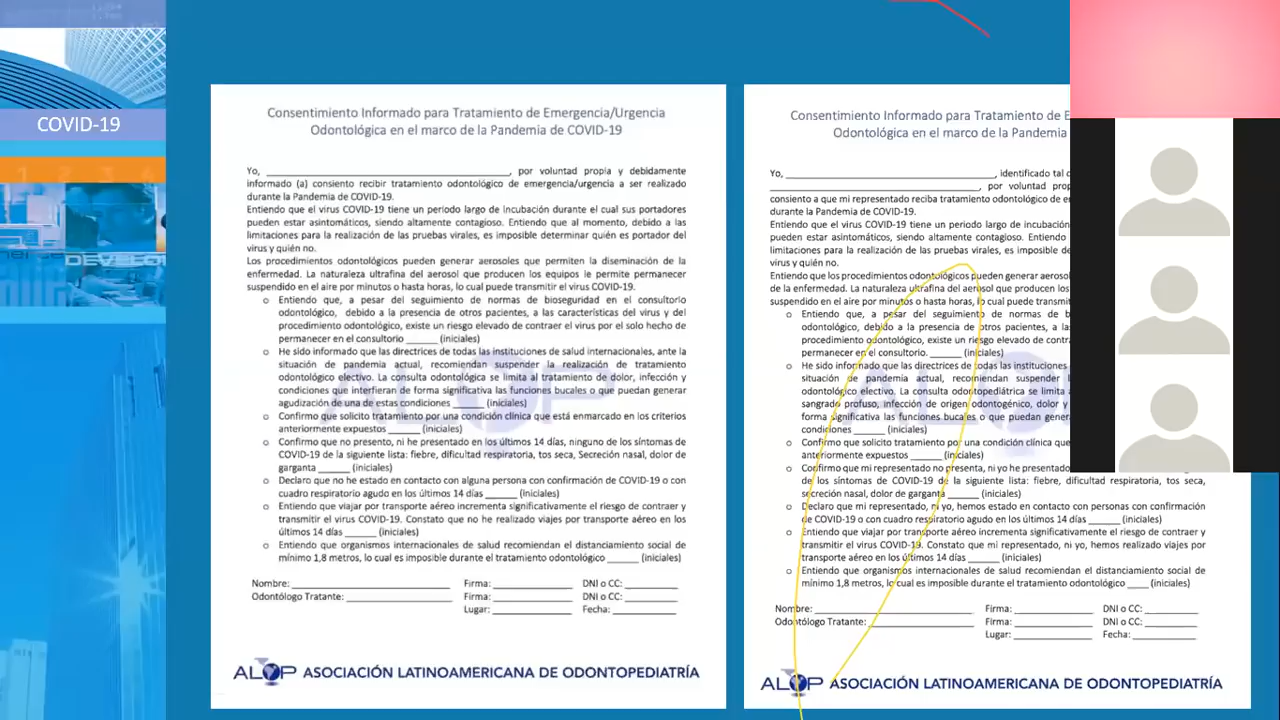 COVID-19
Consentimiento Informado para Tratamiento de Emergencia/Urgencia
Odontológica en el marco de la Pandemia de COVID-19
Yo, ______, por voluntad propia y debidamente
informado (a) consiento recibir tratamiento odontológico de emergencia/urgencia a ser realizado
durante la Pandemia de COVID-19.
Entiendo que el virus COVID-19 tiene un periodo largo de Incubación durante el cual sus portadores
pueden estar asintomáticos, siendo altamente contagioso. Entiendo que al momento, debido a las
limitaciones para la realización de las pruebas virales, es imposible determinar quién es portador del
virus y quién no.
Los procedimientos odontológicos pueden generar aerosoles que permiten la diseminación de la
enfermedad. La naturaleza ultrafina del aerosol que producen los equipos le permite permanecer
suspendido en el aire por minutos o hasta horas, lo cual puede transmitir el virus COVID-19.
o Entiendo que, a pesar del seguimiento de normas de bioseguridad en el consultorio
odontológico, debido a la presencia de otros pacientes, a las características del virus y del
procedimiento odontológico, existe un riesgo elevado de contraer el virus por el solo hecho de
permanecer en el consultorio ______ (iniciales)
o He sido informado que las directrices de todas las instituciones de salud internacionales, ante la
situación de pandemia actual, recomiendan suspender la realización de tratamiento
odontológico electivo. La consulta odontológica se limita al tratamiento de dolor, infección y
condiciones que interfieran de forma significativa las funciones bucales o que puedan generar
agudización de una de estas condiciones ______ (iniciales)
o Confirmo que solicito tratamiento por una condición clínica que está enmarcado en los criterios
anteriormente expuestos ______ (iniciales)
o Confirmo que no presento, ni he presentado en los últimos 14 días, ninguno de los síntomas de
COVID-19 de la siguiente lista: fiebre, dificultad respiratoria, tos seca, Secreción nasal, dolor de
garganta ______ (iniciales)
o Declaro que no he estado en contacto con alguna persona con confirmación de COVID-19 o con
cuadro respiratorio agudo en los últimos 14 días ______ (iniciales)
o Entiendo que viajar por transporte aéreo incrementa significativamente el riesgo de contraer y
transmitir el virus COVID-19. Constato que no he realizado viajes por transporte aéreo en los
últimos 14 días ______ (iniciales)
o Entiendo que organismos internacionales de salud recomiendan el distanciamiento social de
mínimo 1,8 metros, lo cual es imposible durante el tratamiento odontológico ______ (iniciales)
Nombre: ______ Firma: ______ DNI o CC: ______
Odontólogo Tratante: ______ Firma: ______ DNI o CC: ______
Lugar: ______ Fecha: ______
ALOP ASOCIACIÓN LATINOAMERICANA DE ODONTOPEDIATRÍA
Consentimiento Informado para Tratamiento de
Odontológica en el marco de la Pandemia
Yo, ______, identificado tal
______, por voluntad
consiento a que mi representado reciba tratamiento odontológico de
durante la Pandemia de COVID-19.
Entiendo que el virus COVID-19 tiene un periodo largo de incubación
pueden estar asintomáticos, siendo altamente contagioso. Entiendo
limitaciones para la realización de las pruebas virales, es imposible
virus y quién no.
Entiendo que los procedimientos odontológicos pueden generar
de la enfermedad. La naturaleza ultrafina del aerosol que producen los
suspendido en el aire por minutos o hasta horas, lo cual puede
o Entiendo que, a pesar del seguimiento de normas de
odontológico, debido a la presencia de otros pacientes, a las
procedimiento odontológico, existe un riesgo elevado de
permanecer en el consultorio. ______ (iniciales)
o He sido informado que las directrices de todas las instituciones
situación de pandemia actual, recomiendan suspender
odontológico electivo. La consulta odontopediátrica se limita
sangrado profuso, infección de origen odontogénico, dolor y
forma significativa las funciones bucales o que puedan
condiciones ______ (iniciales)
o Confirmo que solicito tratamiento por una condición clínica
anteriormente expuestos ______ (iniciales)
o Confirmo que mi representado no presenta, ni yo he presentado
de los síntomas de COVID-19 de la siguiente lista: fiebre, dificultad respiratoria, tos seca,
secreción nasal, dolor de garganta ______ (iniciales)
o Declaro que mi representado, ni yo, hemos estado en contacto con personas con confirmación
de COVID-19 o con cuadro respiratorio agudo en los últimos 14 días ______ (iniciales)
o Entiendo que viajar por transporte aéreo incrementa significativamente el riesgo de contraer y
transmitir el virus COVID-19. Constato que mi representado, ni yo, hemos realizado viajes por
transporte aéreo en los últimos 14 días ______ (iniciales)
o Entiendo que organismos internacionales de salud recomiendan el distanciamiento social de
mínimo 1,8 metros, lo cual es imposible durante el tratamiento odontológico ____ (iniciales)
Nombre: ______ Firma: ______ DNI o CC: ______
Odontólogo Tratante: ______ Firma: ______ DNI o CC: ______
Lugar: ______ Fecha: ______
ALOP ASOCIACIÓN LATINOAMERICANA DE ODONTOPEDIATRÍA